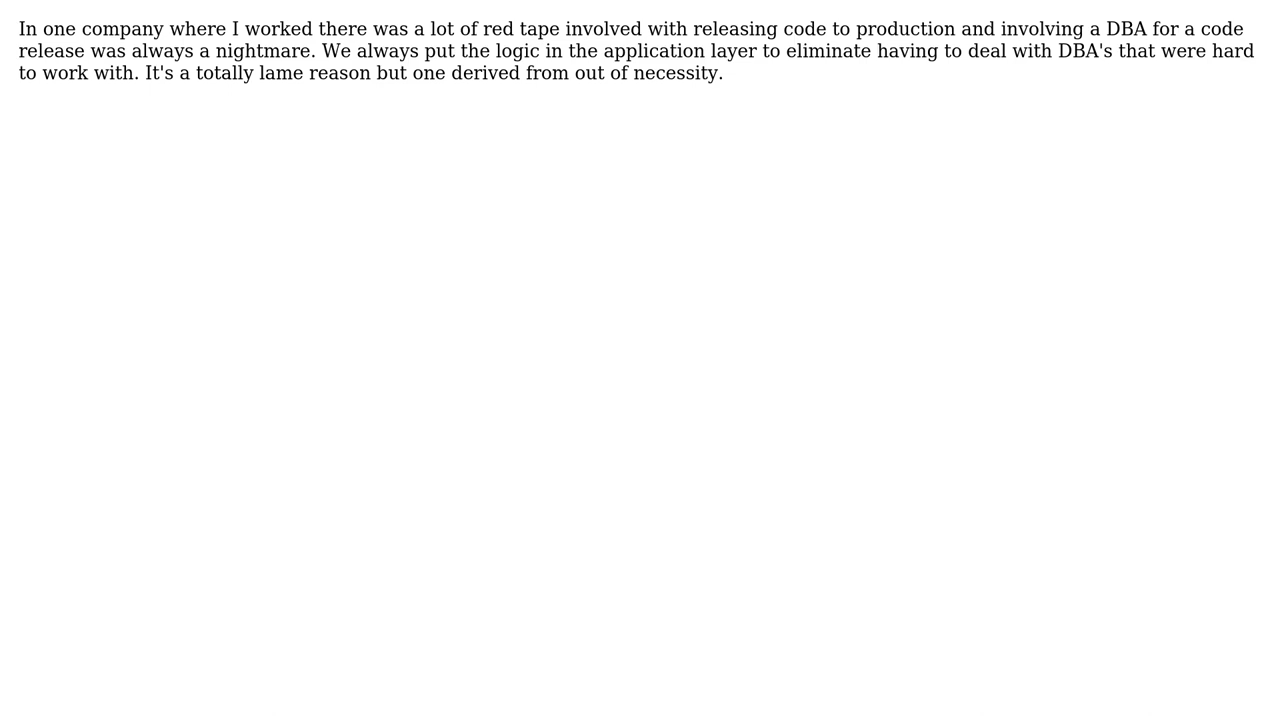 In one company where I worked there was a lot of red tape involved with releasing code to production and involving a DBA for a code
release was always a nightmare. We always put the logic in the application layer to eliminate having to deal with DBA's that were hard
to work with. It's a totally lame reason but one derived from out of necessity.